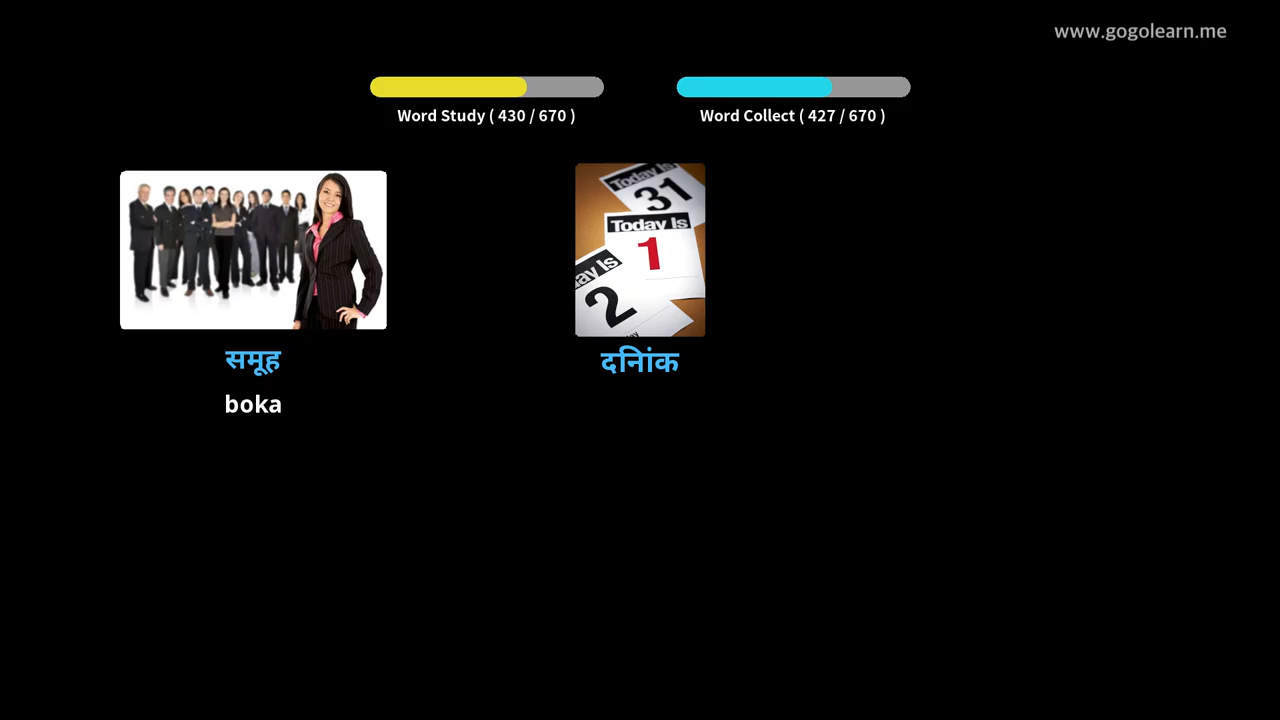 www.gogolearn.me
Word Study ( 430 / 670 )
Word Collect ( 427 / 670 )
Today Is
31
Today Is
1
ay Is
2
समूह
दनिांक
boka